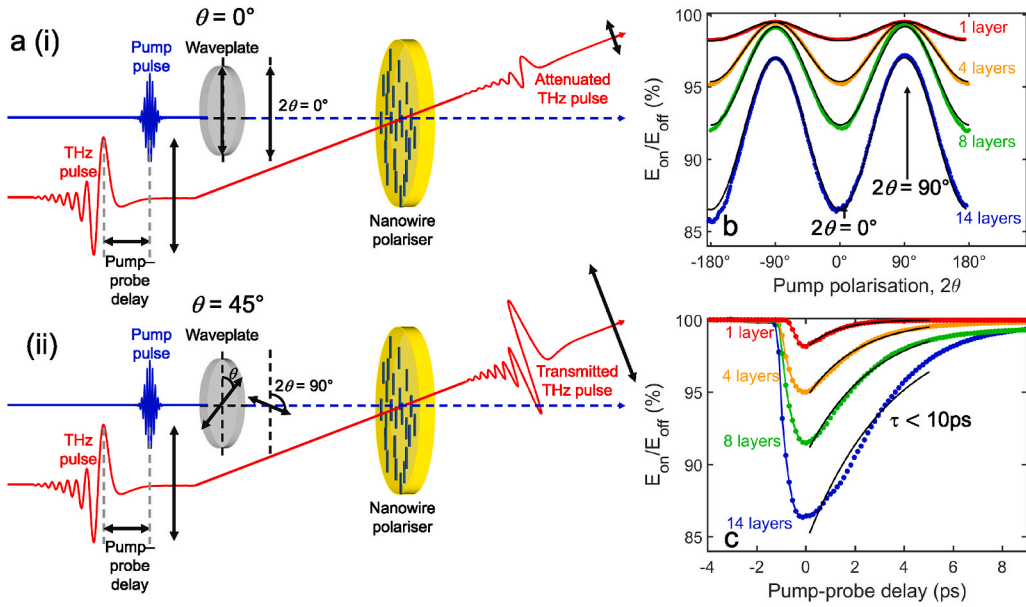 a (i)
θ = 0°
Waveplate
Pump
pulse
2θ = 0°
THz
pulse
Pump–
probe
delay
Nanowire
polariser
Attenuated
THz pulse
(ii)
θ = 45°
Waveplate
Pump
pulse
θ
2θ = 90°
THz
pulse
Pump–
probe
delay
Nanowire
polariser
Transmitted
THz pulse
100
95
90
85
E_on/E_off (%)
1 layer
4 layers
8 layers
14 layers
2θ = 90°
2θ = 0°
b
-180°
-90°
0°
90°
180°
Pump polarisation, 2θ
100
95
90
85
E_on/E_off (%)
1 layer
4 layers
8 layers
14 layers
τ < 10ps
c
-4
-2
0
2
4
6
8
Pump-probe delay (ps)